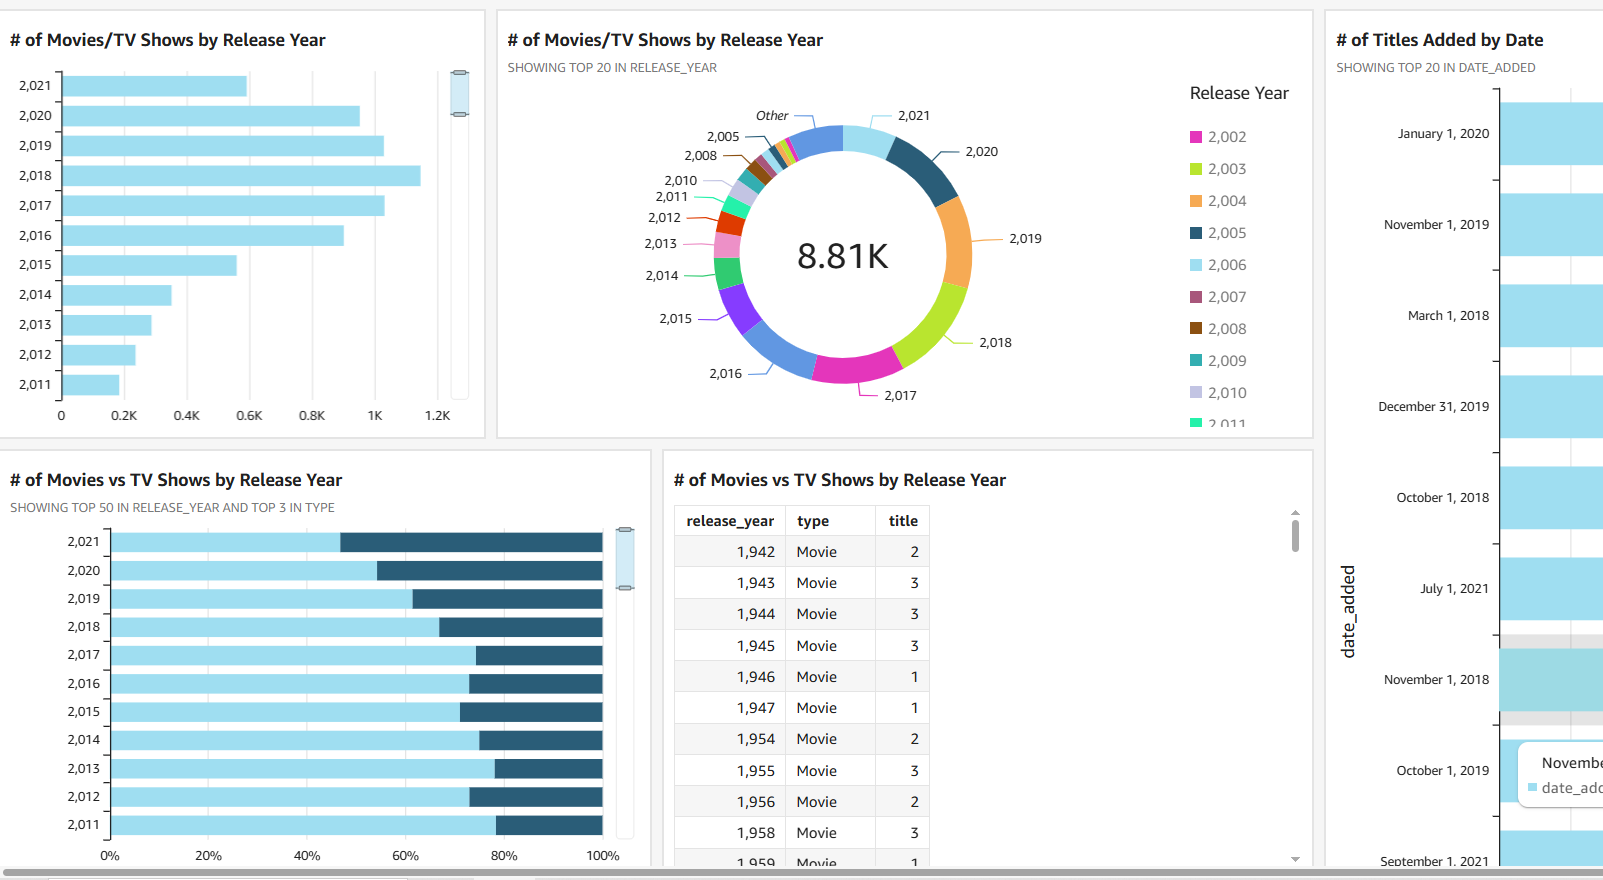 # of Movies/TV Shows by Release Year
2,021
2,020
2,019
2,018
2,017
2,016
2,015
2,014
2,013
2,012
2,011
0 0.2K 0.4K 0.6K 0.8K 1K 1.2K
# of Movies/TV Shows by Release Year
SHOWING TOP 20 IN RELEASE_YEAR
Other
2,021
2,005
2,020
2,008
2,010
2,011
2,012
2,019
2,013
2,014
2,015
2,018
2,016
2,017
8.81K
Release Year
2,002
2,003
2,004
2,005
2,006
2,007
2,008
2,009
2,010
2,011
# of Titles Added by Date
SHOWING TOP 20 IN DATE_ADDED
date_added
January 1, 2020
November 1, 2019
March 1, 2018
December 31, 2019
October 1, 2018
July 1, 2021
November 1, 2018
October 1, 2019
September 1, 2021
Novembe
date_adc
# of Movies vs TV Shows by Release Year
SHOWING TOP 50 IN RELEASE_YEAR AND TOP 3 IN TYPE
2,021
2,020
2,019
2,018
2,017
2,016
2,015
2,014
2,013
2,012
2,011
0% 20% 40% 60% 80% 100%
# of Movies vs TV Shows by Release Year
release_year type title
1,942 Movie 2
1,943 Movie 3
1,944 Movie 3
1,945 Movie 3
1,946 Movie 1
1,947 Movie 1
1,954 Movie 2
1,955 Movie 3
1,956 Movie 2
1,958 Movie 3
1,959 Movie 1